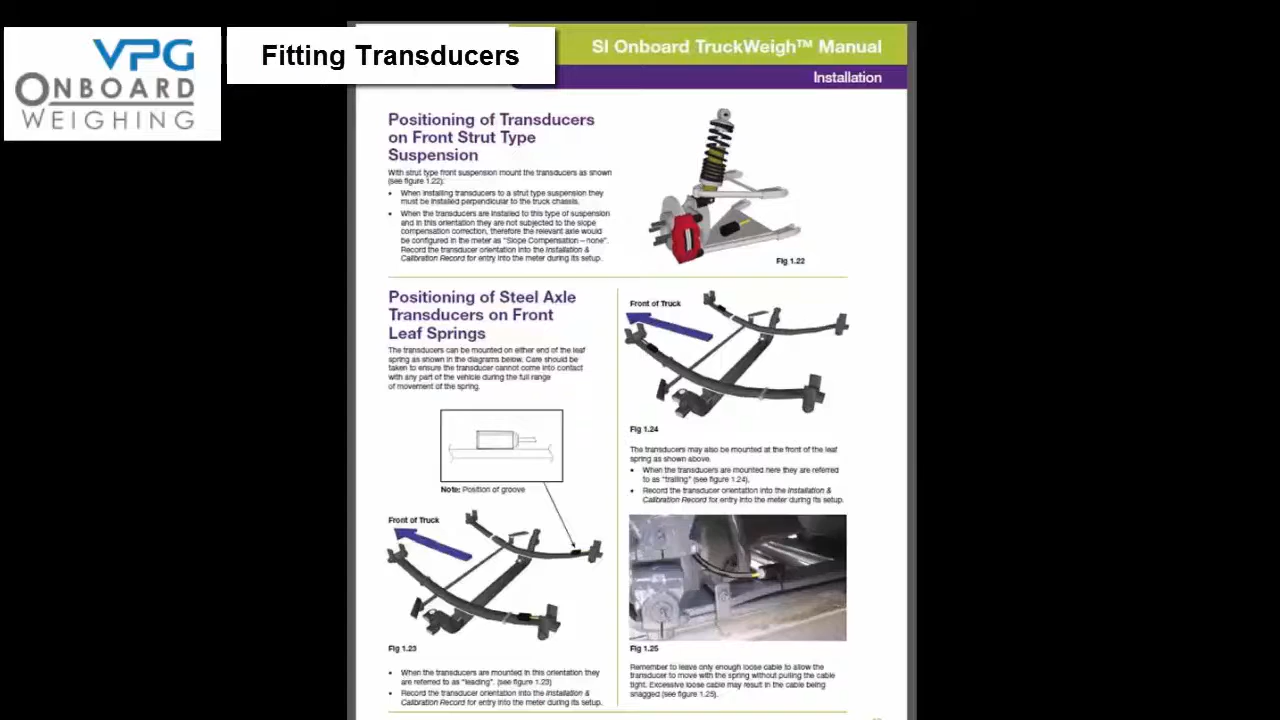 VPG
ONBOARD
WEIGHING
Fitting Transducers
SI Onboard TruckWeigh™ Manual
Installation
Positioning of Transducers
on Front Strut Type
Suspension
With strut type front suspension mount the transducers as shown
(see figure 1.22):
• When installing transducers to a strut type suspension they
must be installed perpendicular to the truck chassis.
• When the transducers are installed to this type of suspension
and in this orientation they are not subjected to the slope
compensation correction, therefore the relevant axle would
be configured in the meter as "Slope Compensation – none".
Record the transducer orientation into the Installation &
Calibration Record for entry into the meter during its setup.
Fig 1.22
Positioning of Steel Axle
Transducers on Front
Leaf Springs
The transducers can be mounted on either end of the leaf
spring as shown in the diagrams below. Care should be
taken to ensure the transducer cannot come into contact
with any part of the vehicle during the full range
of movement of the spring.
Note: Position of groove
Front of Truck
Fig 1.23
• When the transducers are mounted in this orientation they
are referred to as "leading". (see figure 1.23)
• Record the transducer orientation into the Installation &
Calibration Record for entry into the meter during its setup.
Front of Truck
Fig 1.24
The transducers may also be mounted at the front of the leaf
spring as shown above.
• When the transducers are mounted here they are referred
to as "trailing" (see figure 1.24).
• Record the transducer orientation into the Installation &
Calibration Record for entry into the meter during its setup.
Fig 1.25
Remember to leave only enough loose cable to allow the
transducer to move with the spring without pulling the cable
tight. Excessive loose cable may result in the cable being
snagged (see figure 1.25).